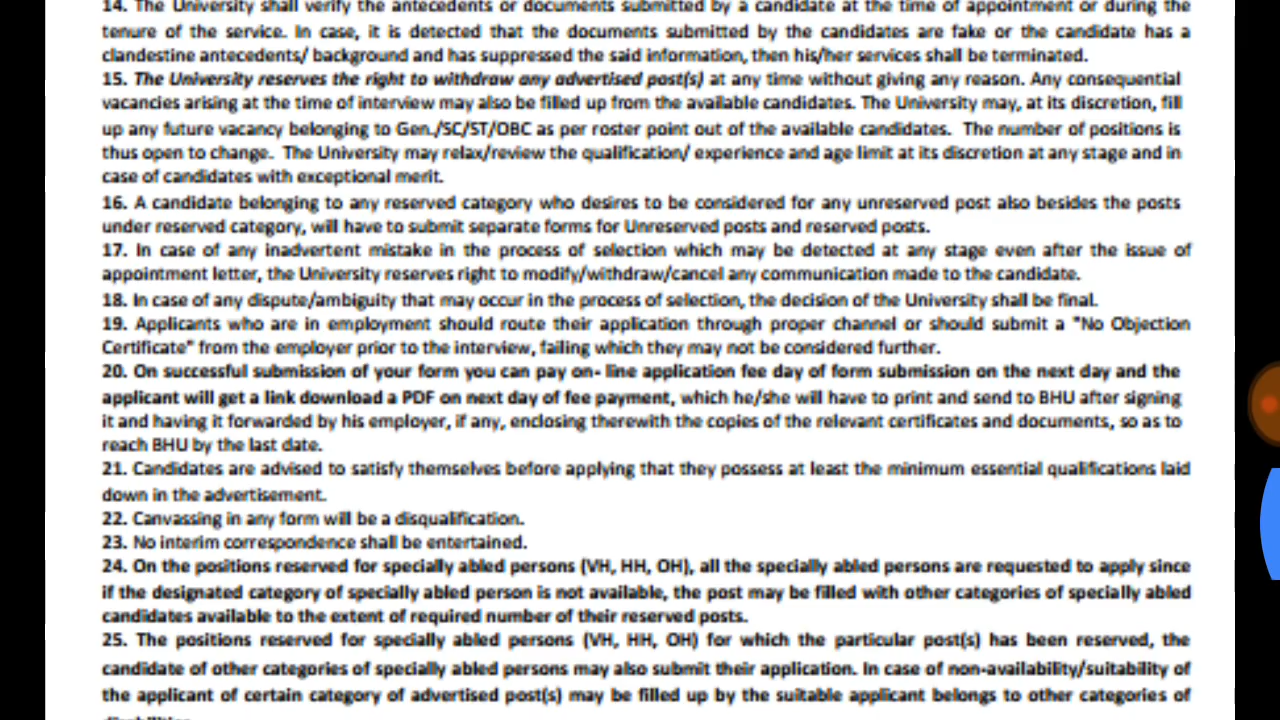 14. The University shall verify the antecedents or documents submitted by a candidate at the time of appointment or during the
tenure of the service. In case, it is detected that the documents submitted by the candidates are fake or the candidate has a
clandestine antecedents/ background and has suppressed the said information, then his/her services shall be terminated.
15. The University reserves the right to withdraw any advertised post(s) at any time without giving any reason. Any consequential
vacancies arising at the time of interview may also be filled up from the available candidates. The University may, at its discretion, fill
up any future vacancy belonging to Gen./SC/ST/OBC as per roster point out of the available candidates. The number of positions is
thus open to change. The University may relax/review the qualification/ experience and age limit at its discretion at any stage and in
case of candidates with exceptional merit.
16. A candidate belonging to any reserved category who desires to be considered for any unreserved post also besides the posts
under reserved category, will have to submit separate forms for Unreserved posts and reserved posts.
17. In case of any inadvertent mistake in the process of selection which may be detected at any stage even after the issue of
appointment letter, the University reserves right to modify/withdraw/cancel any communication made to the candidate.
18. In case of any dispute/ambiguity that may occur in the process of selection, the decision of the University shall be final.
19. Applicants who are in employment should route their application through proper channel or should submit a "No Objection
Certificate" from the employer prior to the interview, failing which they may not be considered further.
20. On successful submission of your form you can pay on- line application fee day of form submission on the next day and the
applicant will get a link download a PDF on next day of fee payment, which he/she will have to print and send to BHU after signing
it and having it forwarded by his employer, if any, enclosing therewith the copies of the relevant certificates and documents, so as to
reach BHU by the last date.
21. Candidates are advised to satisfy themselves before applying that they possess at least the minimum essential qualifications laid
down in the advertisement.
22. Canvassing in any form will be a disqualification.
23. No interim correspondence shall be entertained.
24. On the positions reserved for specially abled persons (VH, HH, OH), all the specially abled persons are requested to apply since
if the designated category of specially abled person is not available, the post may be filled with other categories of specially abled
candidates available to the extent of required number of their reserved posts.
25. The positions reserved for specially abled persons (VH, HH, OH) for which the particular post(s) has been reserved, the
candidate of other categories of specially abled persons may also submit their application. In case of non-availability/suitability of
the applicant of certain category of advertised post(s) may be filled up by the suitable applicant belongs to other categories of